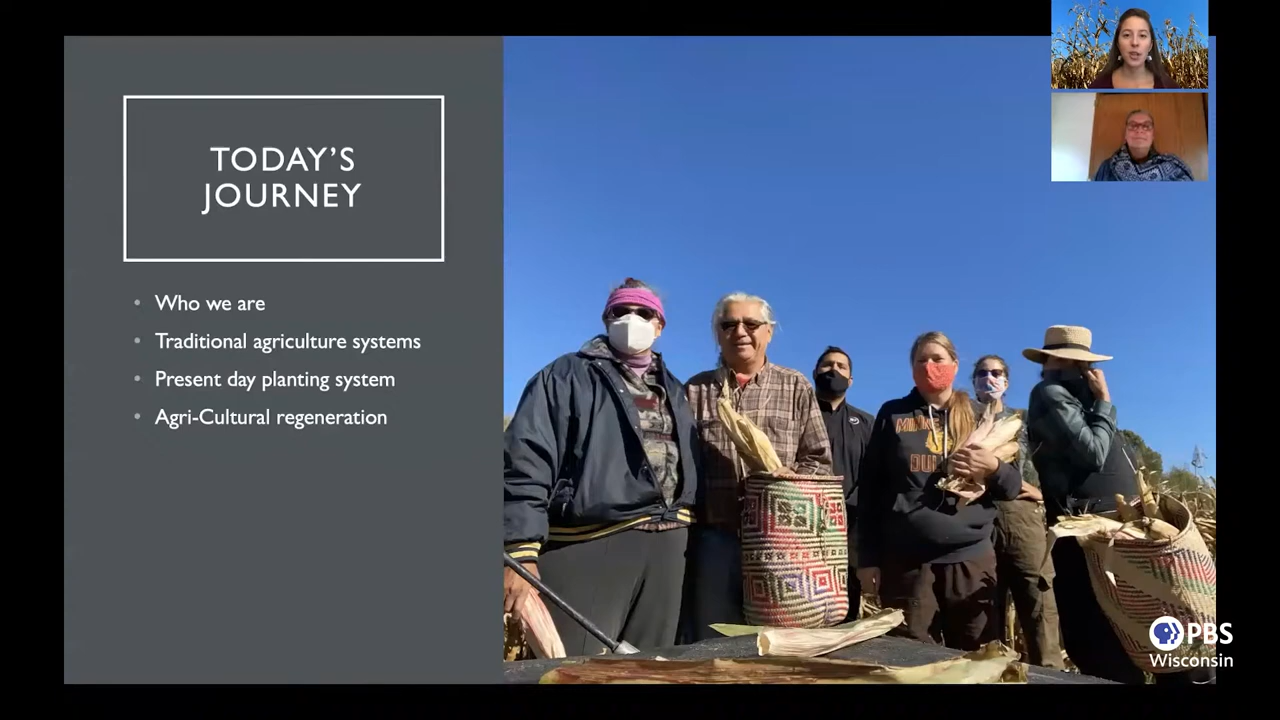 TODAY'S
JOURNEY
• Who we are
• Traditional agriculture systems
• Present day planting system
• Agri-Cultural regeneration
PBS
Wisconsin